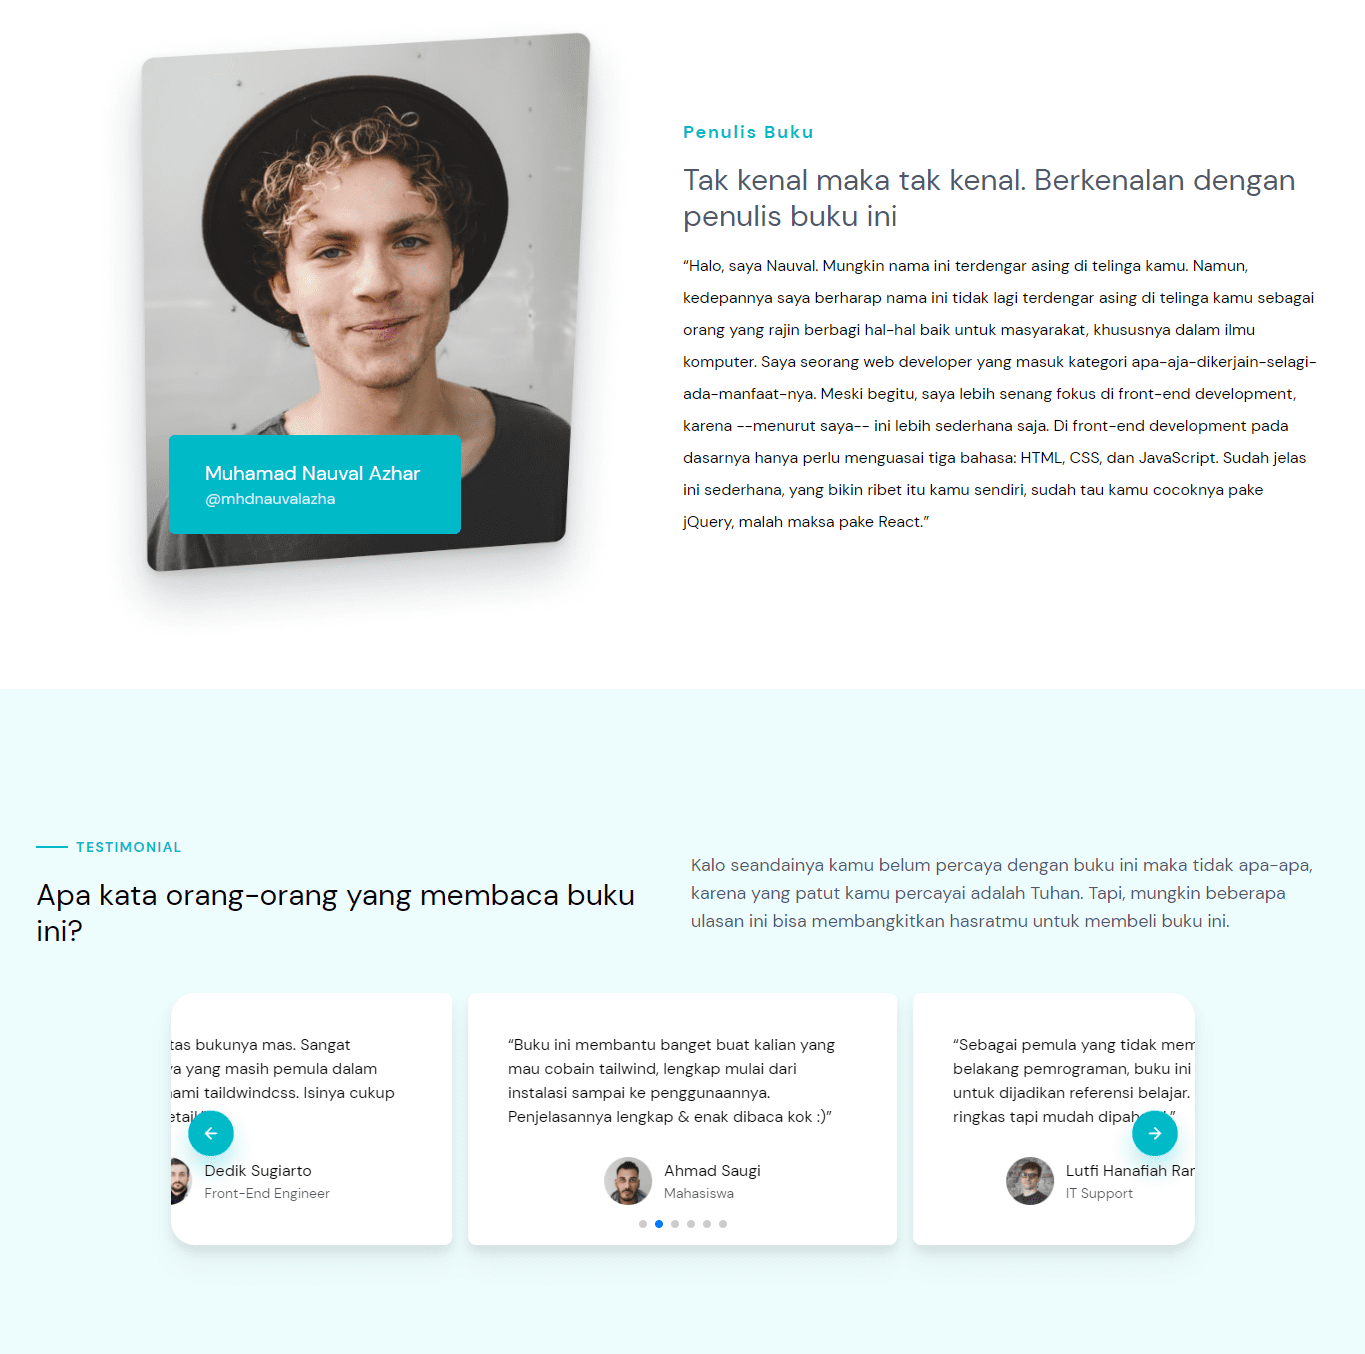 Penulis Buku
Tak kenal maka tak kenal. Berkenalan dengan
penulis buku ini
“Halo, saya Nauval. Mungkin nama ini terdengar asing di telinga kamu. Namun,
kedepannya saya berharap nama ini tidak lagi terdengar asing di telinga kamu sebagai
orang yang rajin berbagi hal-hal baik untuk masyarakat, khususnya dalam ilmu
komputer. Saya seorang web developer yang masuk kategori apa-aja-dikerjain-selagi-
ada-manfaat-nya. Meski begitu, saya lebih senang fokus di front-end development,
karena --menurut saya-- ini lebih sederhana saja. Di front-end development pada
dasarnya hanya perlu menguasai tiga bahasa: HTML, CSS, dan JavaScript. Sudah jelas
ini sederhana, yang bikin ribet itu kamu sendiri, sudah tau kamu cocoknya pake
jQuery, malah maksa pake React.”
Muhamad Nauval Azhar
@mhdnauvalazha
TESTIMONIAL
Apa kata orang-orang yang membaca buku
ini?
Kalo seandainya kamu belum percaya dengan buku ini maka tidak apa-apa,
karena yang patut kamu percayai adalah Tuhan. Tapi, mungkin beberapa
ulasan ini bisa membangkitkan hasratmu untuk membeli buku ini.
bukunya mas. Sangat
yang masih pemula dalam
taildwindcss. Isinya cukup
Dedik Sugiarto
Front-End Engineer
“Buku ini membantu banget buat kalian yang
mau cobain tailwind, lengkap mulai dari
instalasi sampai ke penggunaannya.
Penjelasannya lengkap & enak dibaca kok :)”
Ahmad Saugi
Mahasiswa
“Sebagai pemula yang tidak
belakang pemrograman, buku ini
untuk dijadikan referensi belajar.
ringkas tapi mudah
Lutfi Hanafiah
IT Support